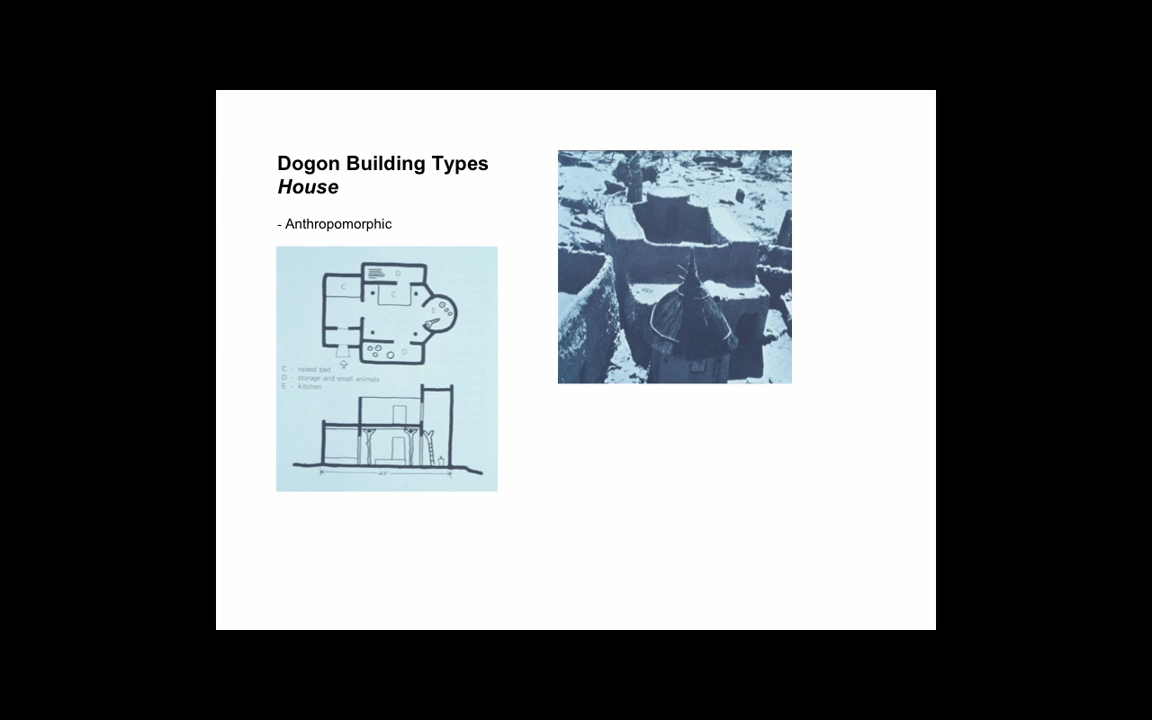 Dogon Building Types
House
- Anthropomorphic
D
C
C
E
D
C - raised bed
D - storage and small animals
E - kitchen